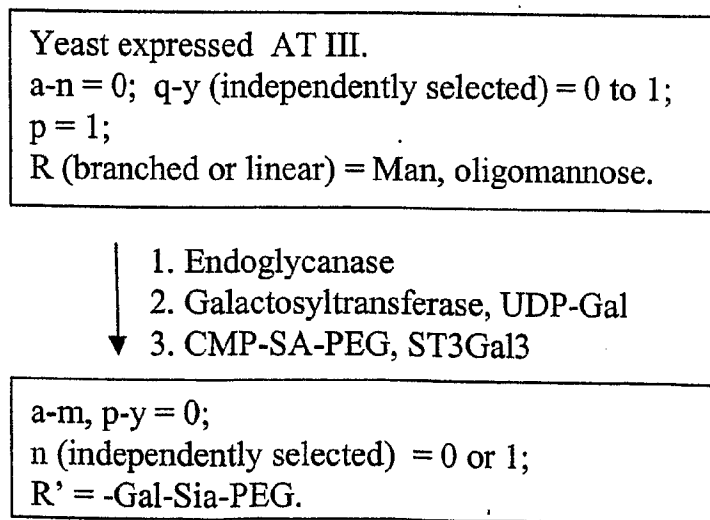 Yeast expressed AT III.
a-n = 0; q-y (independently selected) = 0 to 1;
p = 1;
R (branched or linear) = Man, oligomannose.
1. Endoglycanase
2. Galactosyltransferase, UDP-Gal
3. CMP-SA-PEG, ST3Gal3
a-m, p-y = 0;
n (independently selected) = 0 or 1;
R' = -Gal-Sia-PEG.